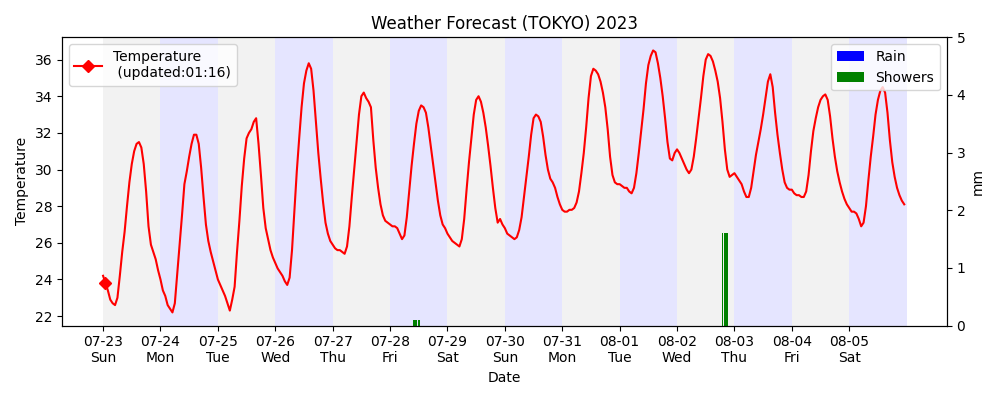 Weather Forecast (TOKYO) 2023
Temperature
(updated:01:16)
Rain
Showers
Temperature
36
34
32
30
28
26
24
22
5
4
3
2
1
0
mm
07-23 07-24 07-25 07-26 07-27 07-28 07-29 07-30 07-31 08-01 08-02 08-03 08-04 08-05
Sun Mon Tue Wed Thu Fri Sat Sun Mon Tue Wed Thu Fri Sat
Date